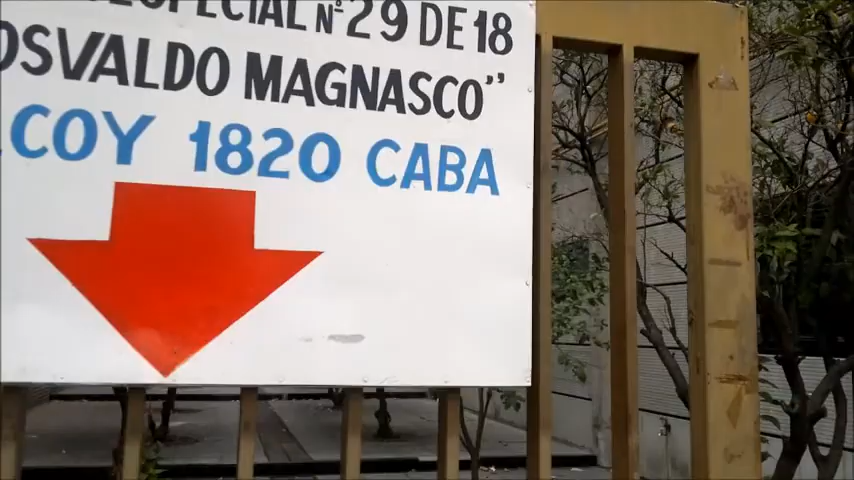 ESPECIAL Nº 29 DE 18
OSVALDO MAGNASCO"
COY 1820 CABA